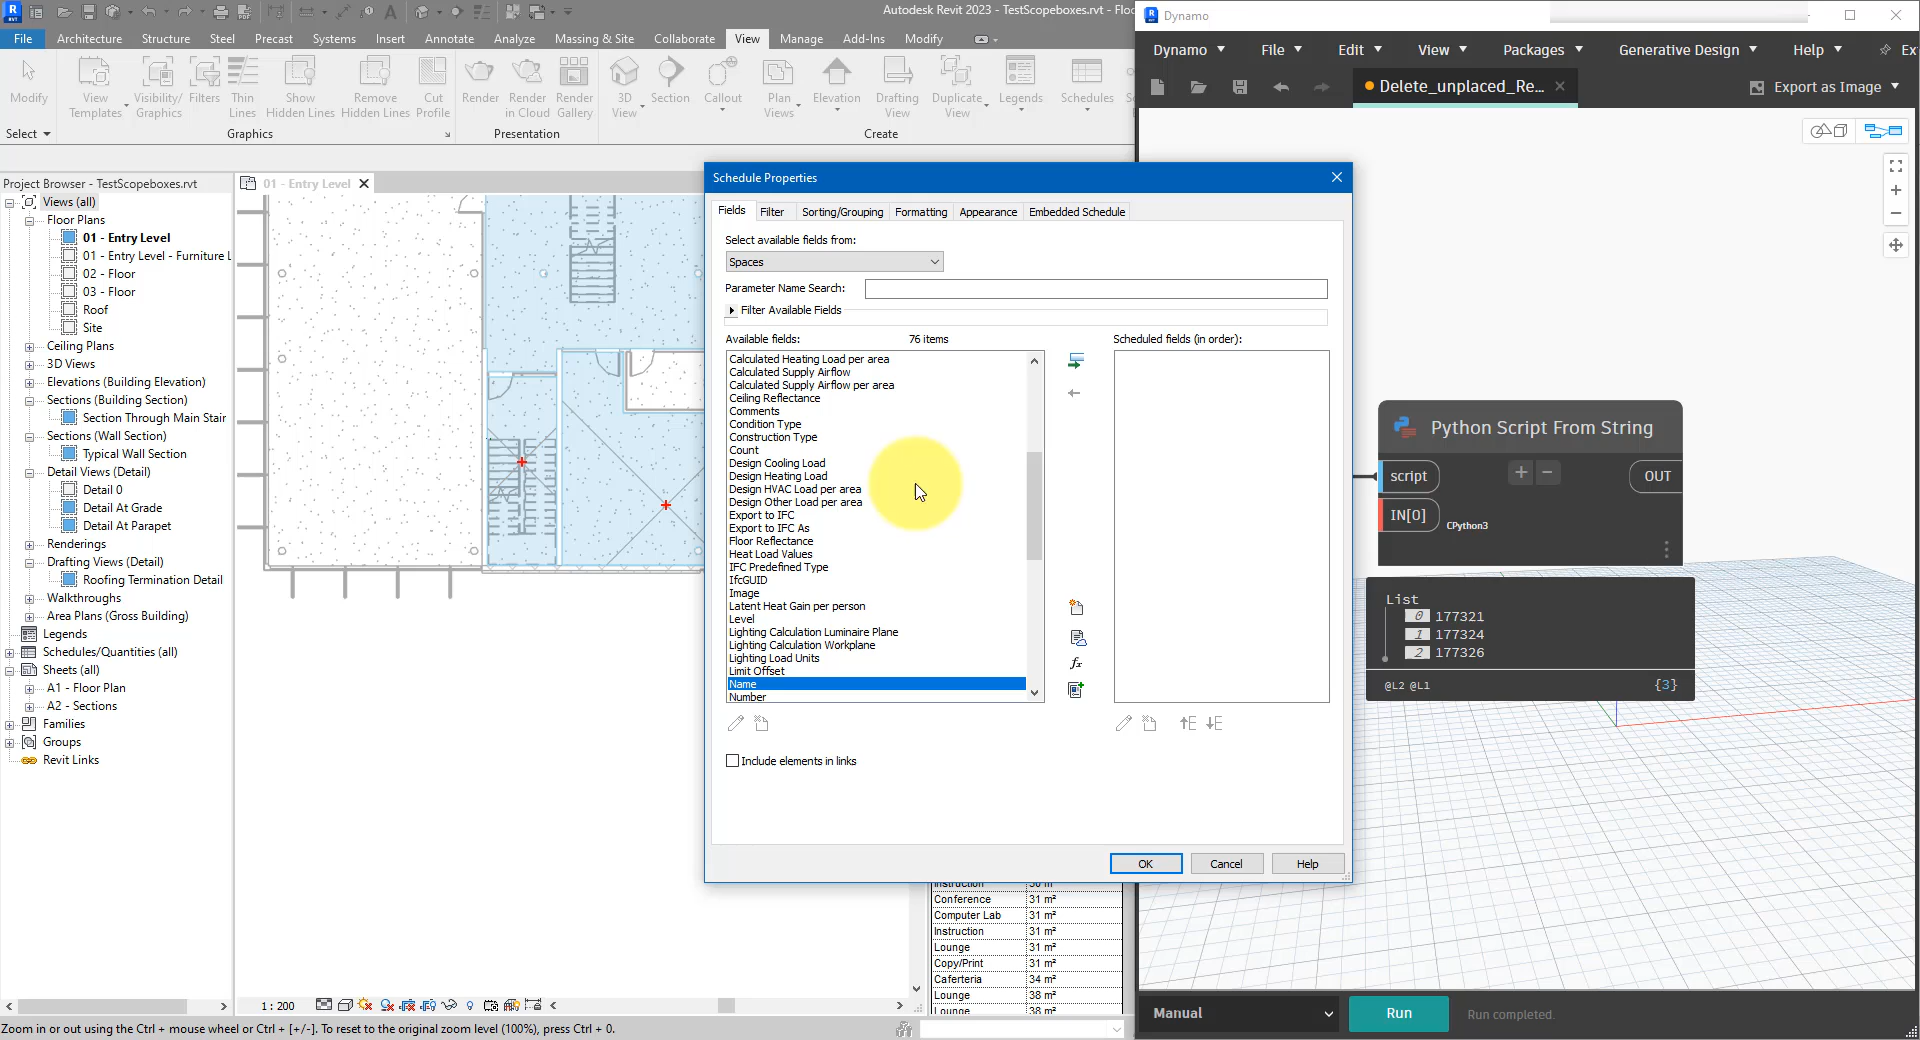 Autodesk Revit 2023 - TestScopeboxes.rvt - Floo
File
Architecture
Structure
Steel
Precast
Systems
Insert
Annotate
Analyze
Massing & Site
Collaborate
View
Manage
Add-Ins
Modify
Modify
View Templates
Visibility/ Graphics
Filters
Thin Lines
Show Hidden Lines
Remove Hidden Lines
Cut Profile
Render
Render in Cloud
Render Gallery
3D View
Section
Callout
Plan Views
Elevation
Drafting View
Duplicate View
Legends
Schedules
Select
Graphics
Presentation
Create
Project Browser - TestScopeboxes.rvt
Views (all)
Floor Plans
01 - Entry Level
01 - Entry Level - Furniture L
02 - Floor
03 - Floor
Roof
Site
Ceiling Plans
3D Views
Elevations (Building Elevation)
Sections (Building Section)
Section Through Main Stair
Sections (Wall Section)
Typical Wall Section
Detail Views (Detail)
Detail 0
Detail At Grade
Detail At Parapet
Renderings
Drafting Views (Detail)
Roofing Termination Detail
Walkthroughs
Area Plans (Gross Building)
Legends
Schedules/Quantities (all)
Sheets (all)
A1 - Floor Plan
A2 - Sections
Families
Groups
Revit Links
01 - Entry Level
Schedule Properties
Fields
Filter
Sorting/Grouping
Formatting
Appearance
Embedded Schedule
Select available fields from:
Spaces
Parameter Name Search:
Filter Available Fields
Available fields:
76 items
Scheduled fields (in order):
Calculated Heating Load per area
Calculated Supply Airflow
Calculated Supply Airflow per area
Ceiling Reflectance
Comments
Condition Type
Construction Type
Count
Design Cooling Load
Design Heating Load
Design HVAC Load per area
Design Other Load per area
Export to IFC
Export to IFC As
Floor Reflectance
Heat Load Values
IFC Predefined Type
IfcGUID
Image
Latent Heat Gain per person
Level
Lighting Calculation Luminaire Plane
Lighting Calculation Workplane
Lighting Load Units
Limit Offset
Name
Number
fx
Include elements in links
OK
Cancel
Help
Instruction 30 m²
Conference 31 m²
Computer Lab 31 m²
Instruction 31 m²
Lounge 31 m²
Copy/Print 31 m²
Caferteria 34 m²
Lounge 38 m²
Lounge 38 m²
1 : 200
Zoom in or out using the Ctrl + mouse wheel or Ctrl + [+/-]. To reset to the original zoom level (100%), press Ctrl + 0.
Dynamo
Dynamo
File
Edit
View
Packages
Generative Design
Help
Ex
Delete_unplaced_Re...
Export as Image
Python Script From String
script
OUT
IN[0]
CPython3
List
0 177321
1 177324
2 177326
@L2 @L1
{3}
Manual
Run
Run completed.